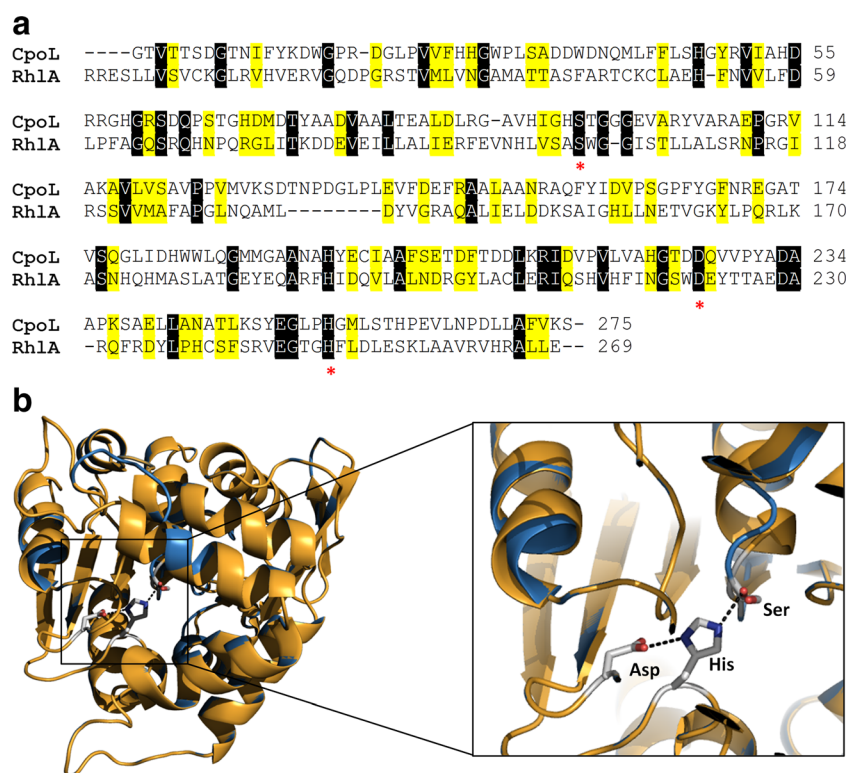 a
CpoL ----GTVTTSDGTNIFYKDWGPR-DGLPVVFHHGWPLSADDWDNQMLFFLSHGYRVIAHD 55
RhlA RRESLLVSVCKGLRVHVERVGQDPGRSTVMLVNGAMATTASFARTCKCLAEH-FNVVLFD 59
CpoL RRGHGRSDQPSTGHDMDTYAADVAALTEALDLRG-AVHIGHSTGGGEVARYVARAEPGRV 114
RhlA LPFAGQSRQHNPQRGLITKDDEVEILLALIERFEVNHLVSASWG-GISTLLALSRNPRGI 118
*
CpoL AKAVLVSAVPPVMVKSDTNPDGLPLEVFDEFRAALAANRAQFYIDVPSGPFYGFNREGAT 174
RhlA RSSVVMAFAPGLNQAML--------DYVGRAQALIELDDKSAIGHLLNETVGKYLPQRLK 170
CpoL VSQGLIDHWWLQGMMGAANAHYECIAAFSETDFTDDLKRIDVPVLVAHGTDDQVVPYADA 234
RhlA ASNHQHMASLATGEYEQARFHIDQVLALNDRGYLACLERIQSHVHFINGSWDEYTTAEDA 230
*
CpoL APKSAELLANATLKSYEGLPHGMLSTHPEVLNPDLLAFVKS- 275
RhlA -RQFRDYLPHCSFSRVEGTGHFLDLESKLAAVRVHRALLE-- 269
*
b
Ser
Asp His